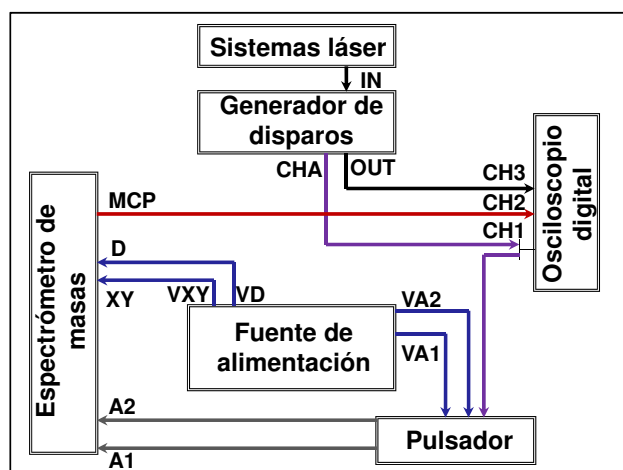 Sistemas láser
IN
Generador de
disparos
CHA
OUT
CH3
CH2
CH1
Osciloscopio
digital
MCP
D
XY
VXY
VD
Espectrómetro de
masas
Fuente de
alimentación
VA2
VA1
A2
A1
Pulsador